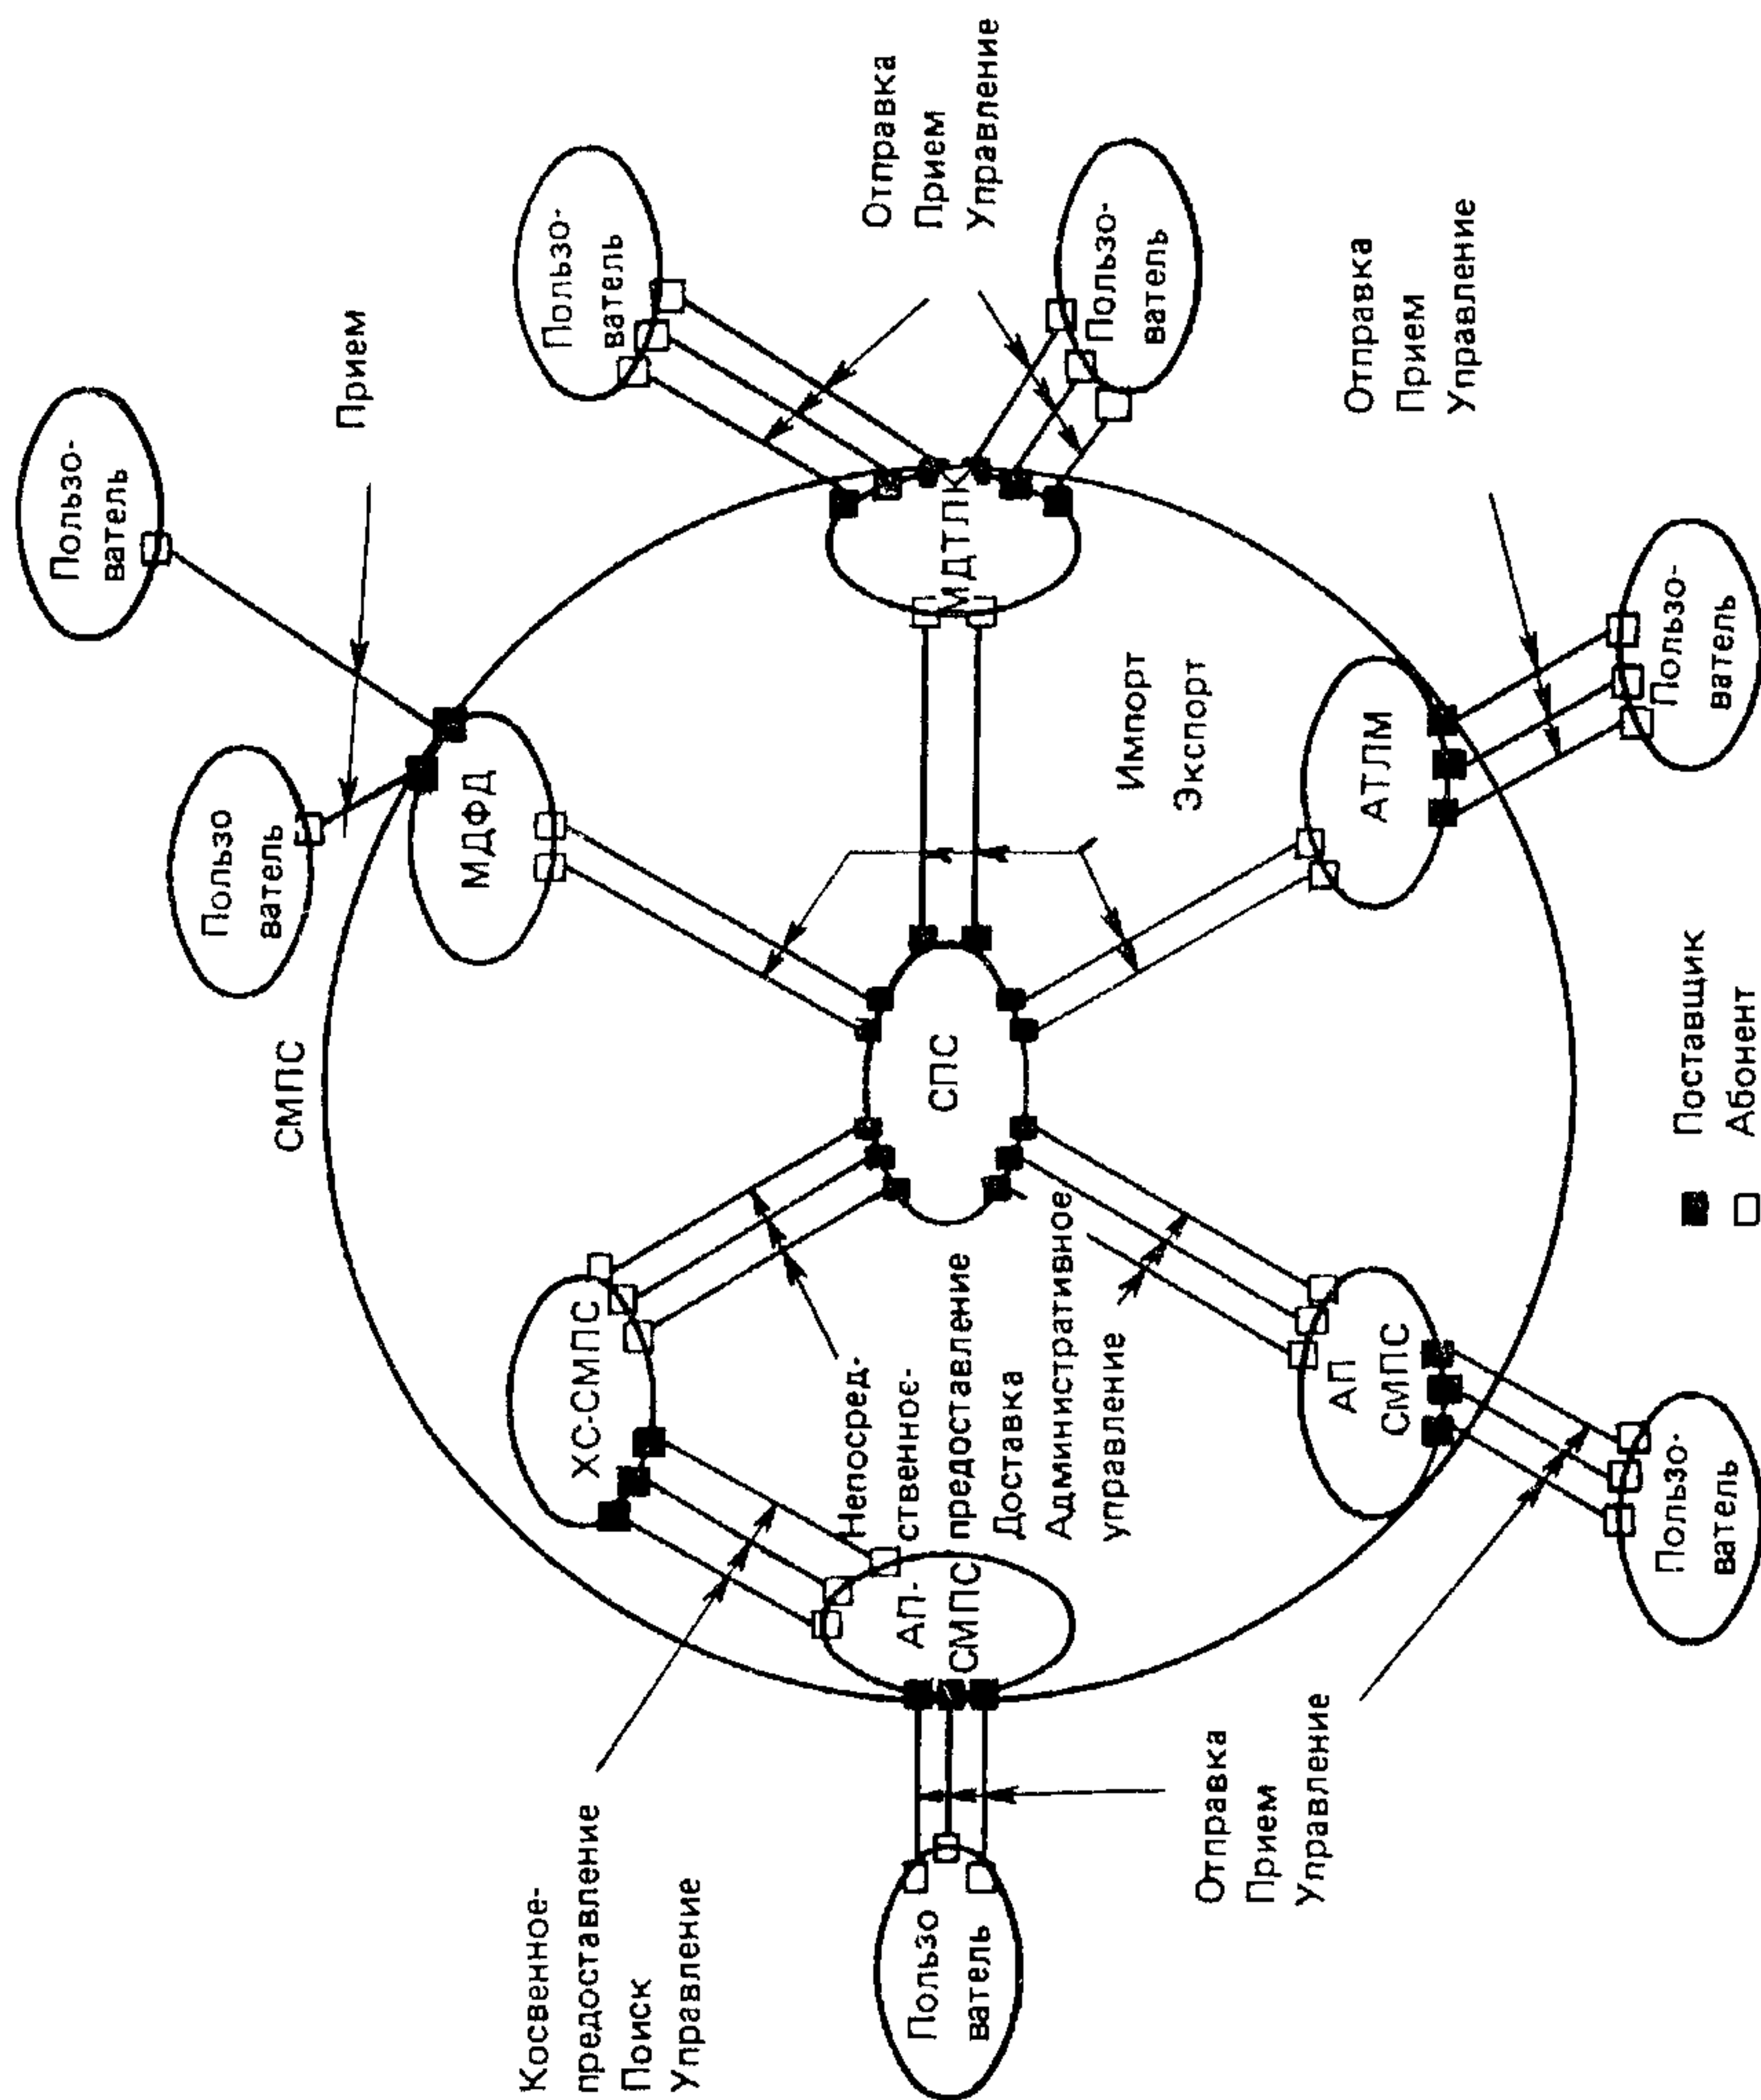 Пользо-
ватель
Пользо
ватель
СМПС
Прием
МДФД
Косвенное-
предоставление
Поиск
Управление
ХС-СМПС
Пользо-
ватель
Пользо
ватель
АП-
СМПС
Непосред-
ственное-
предоставление
Доставка
Административное
управление
СПС
МДТПК
Отправка
Прием
Управление
Пользо-
ватель
Импорт
Экспорт
Отправка
Прием
Управление
АП
СМПС
АТЛМ
Отправка
Прием
Управление
Пользо-
ватель
Пользо-
ватель
Поставщик
Абонент